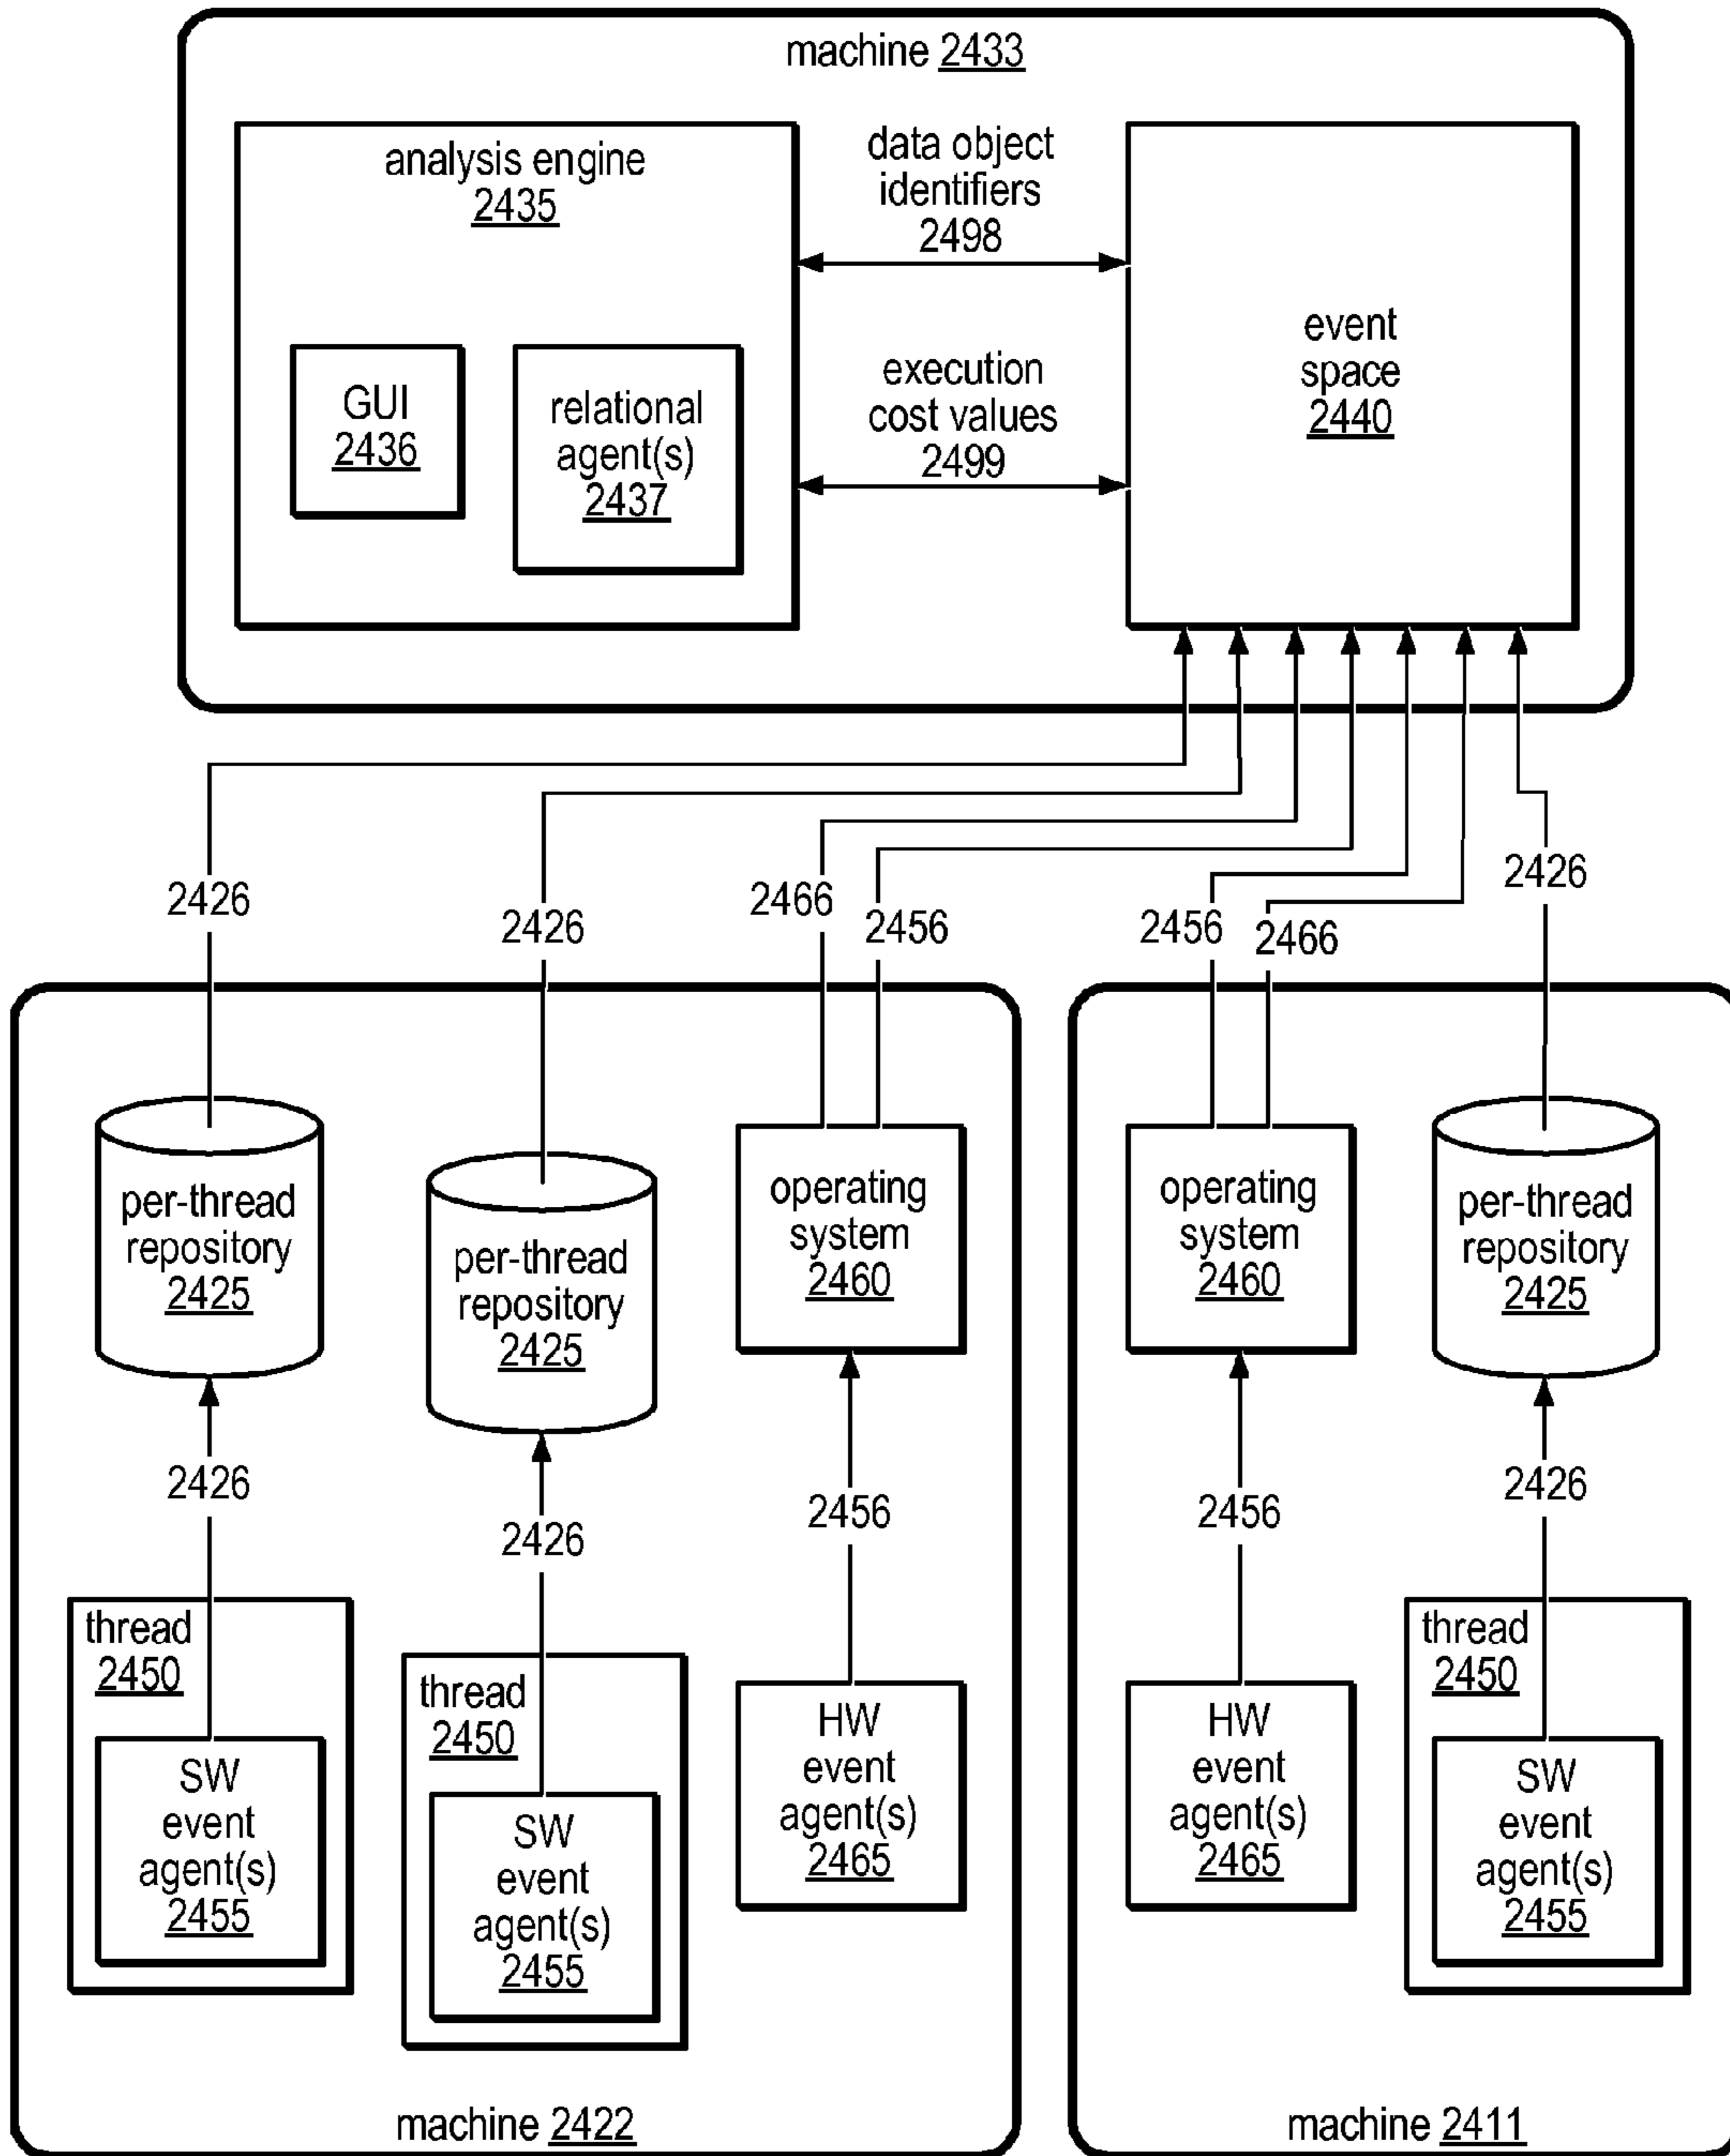 machine 2433
analysis engine
2435
data object
identifiers
2498
event
space
2440
GUI
2436
relational
agent(s)
2437
execution
cost values
2499
2426
2426
2466
2456
2456
2466
2426
per-thread
repository
2425
per-thread
repository
2425
operating
system
2460
operating
system
2460
per-thread
repository
2425
2426
2426
2456
2456
2426
thread
2450
SW
event
agent(s)
2455
thread
2450
SW
event
agent(s)
2455
HW
event
agent(s)
2465
HW
event
agent(s)
2465
thread
2450
SW
event
agent(s)
2455
machine 2422
machine 2411